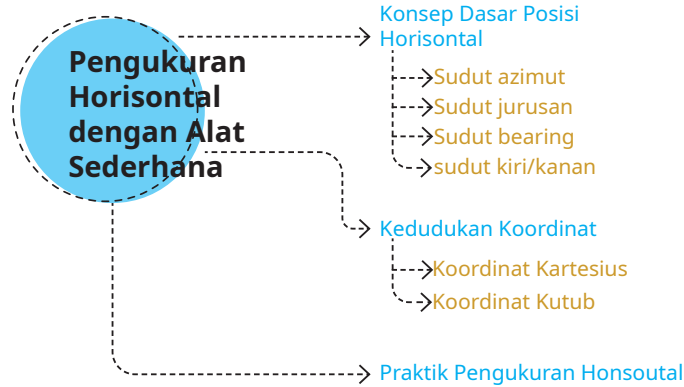 Pengukuran
Horisontal
dengan Alat
Sederhana
Konsep Dasar Posisi
Horisontal
Sudut azimut
Sudut jurusan
Sudut bearing
sudut kiri/kanan
Kedudukan Koordinat
Koordinat Kartesius
Koordinat Kutub
Praktik Pengukuran Honsoutal